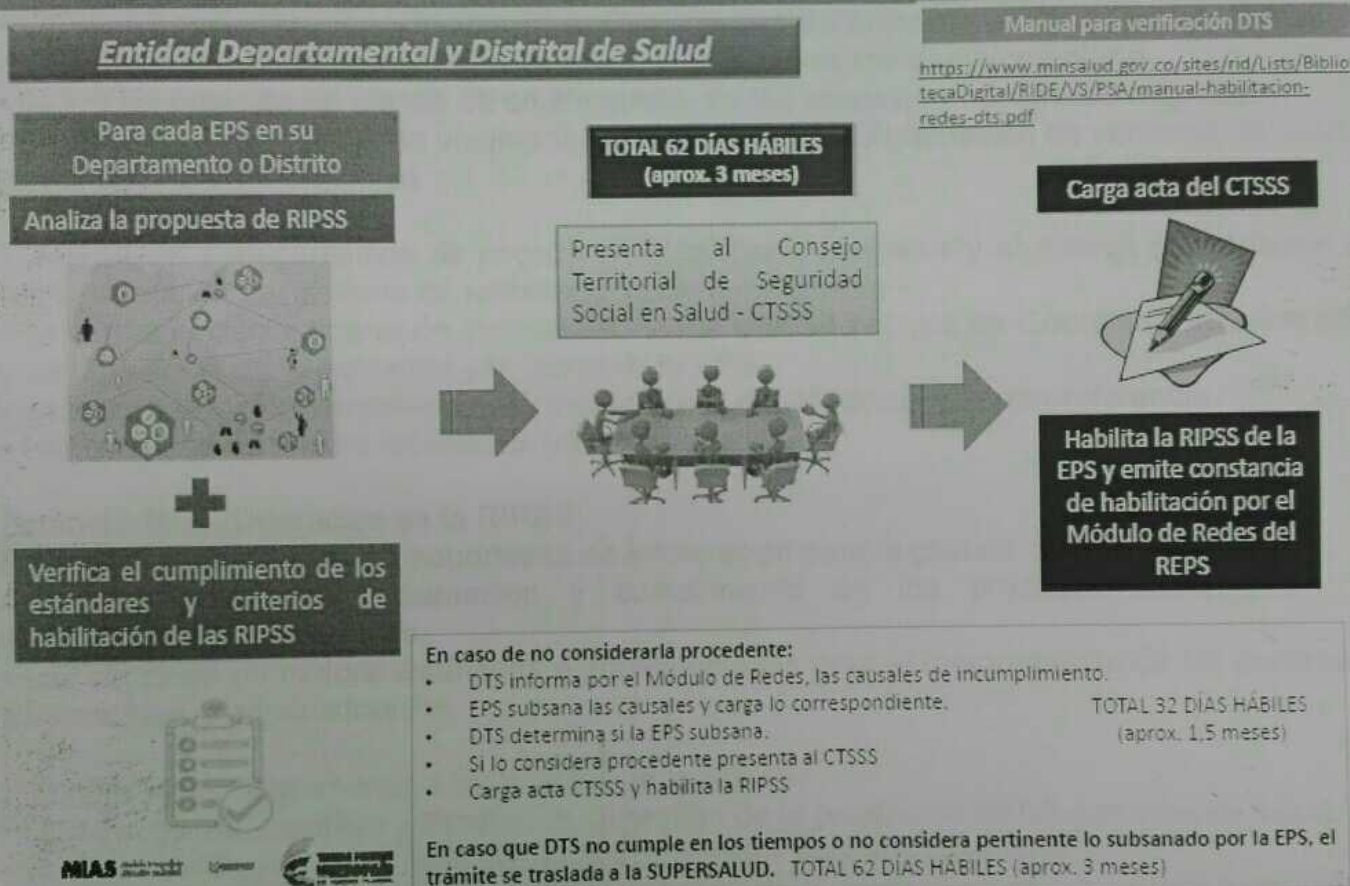 Entidad Departamental y Distrital de Salud
Manual para verificación DTS
https://www.minsalud.gov.co/sites/rid/Lists/Biblio
tecaDigital/RIDE/VS/PSA/manual-habilitacion-
redes-dts.pdf
Para cada EPS en su
Departamento o Distrito
Analiza la propuesta de RIPSS
TOTAL 62 DÍAS HÁBILES
(aprox. 3 meses)
Presenta al Consejo
Territorial de Seguridad
Social en Salud - CTSSS
Carga acta del CTSSS
Habilita la RIPSS de la
EPS y emite constancia
de habilitación por el
Módulo de Redes del
REPS
Verifica el cumplimiento de los
estándares y criterios de
habilitación de las RIPSS
En caso de no considerarla procedente:
• DTS informa por el Módulo de Redes, las causales de incumplimiento.
• EPS subsana las causales y carga lo correspondiente.
• DTS determina si la EPS subsana.
• Si lo considera procedente presenta al CTSSS
• Carga acta CTSSS y habilita la RIPSS
TOTAL 32 DÍAS HÁBILES
(aprox. 1,5 meses)
En caso que DTS no cumple en los tiempos o no considera pertinente lo subsanado por la EPS, el
trámite se traslada a la SUPERSALUD. TOTAL 62 DÍAS HÁBILES (aprox. 3 meses)
MIAS